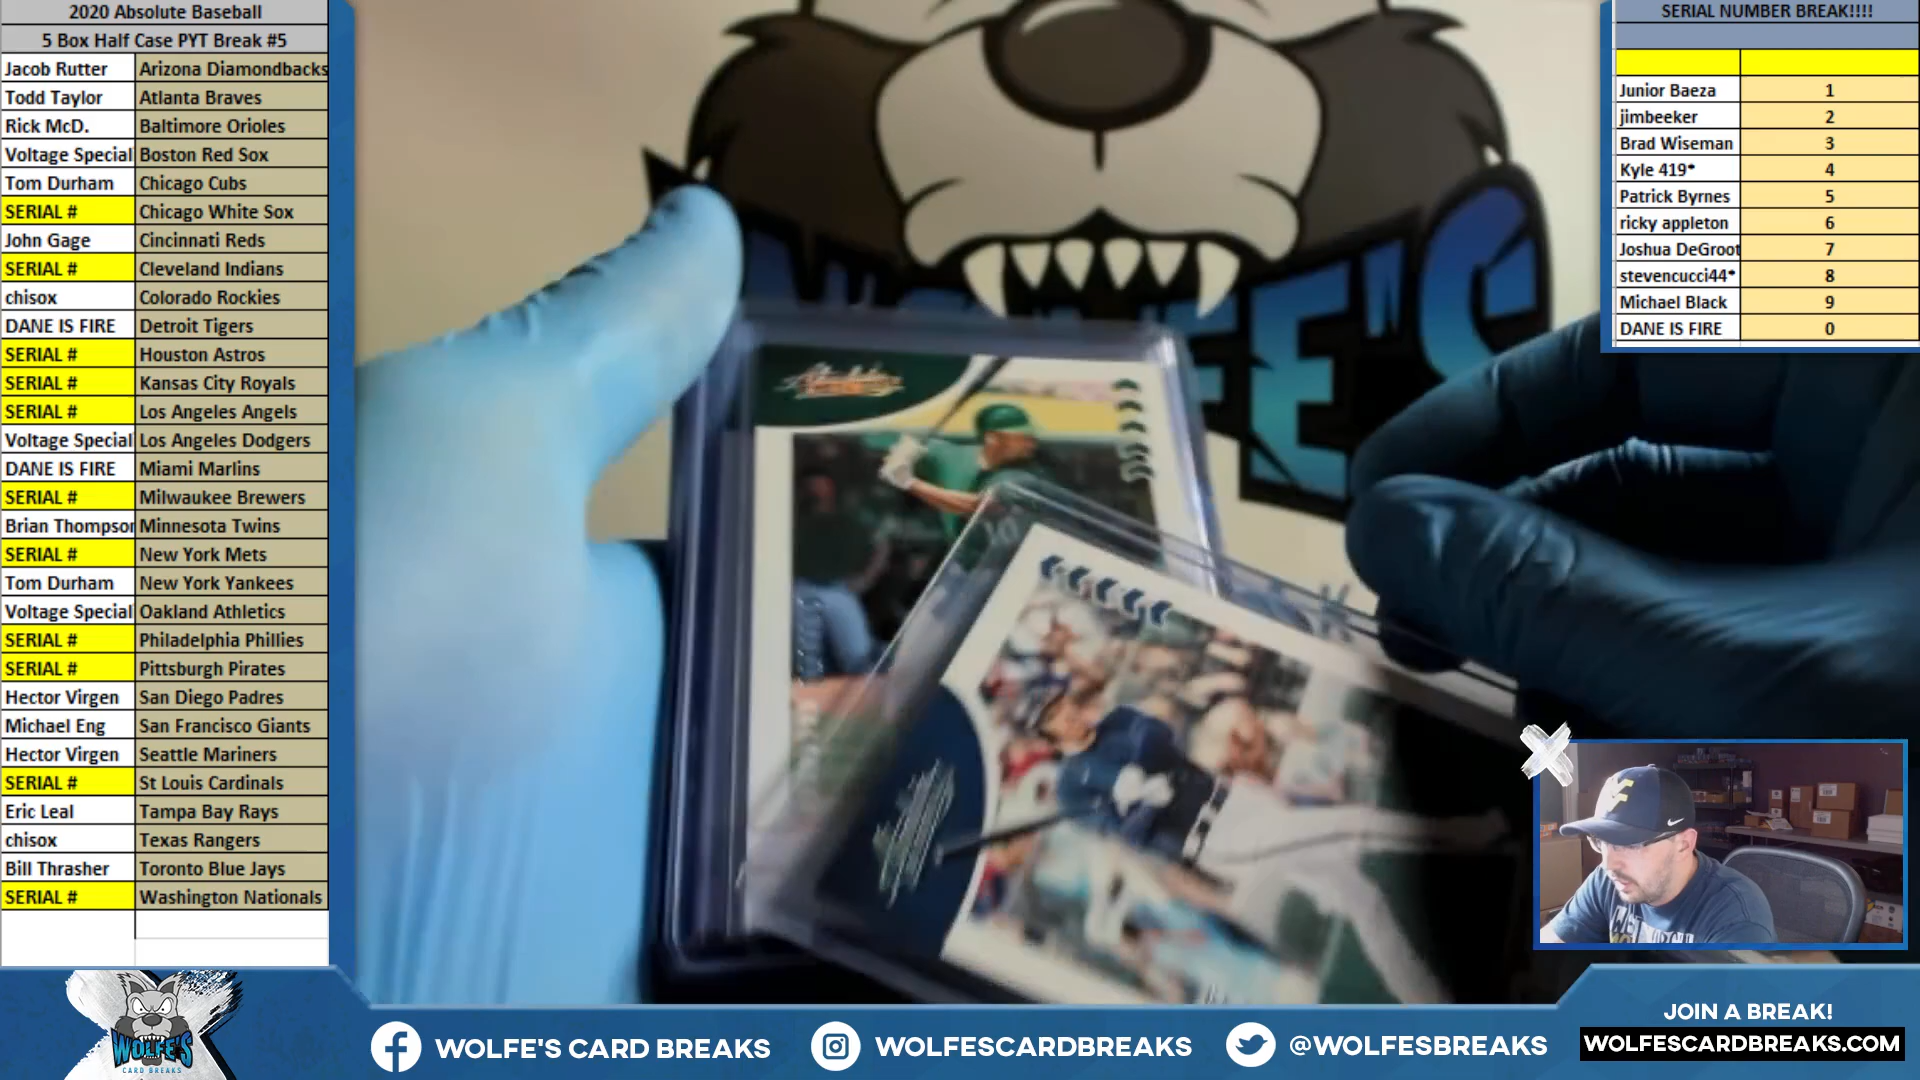 2020 Absolute Baseball
5 Box Half Case PYT Break #5
Jacob Rutter Arizona Diamondbacks
Todd Taylor Atlanta Braves
Rick McD. Baltimore Orioles
Voltage Special Boston Red Sox
Tom Durham Chicago Cubs
SERIAL # Chicago White Sox
John Gage Cincinnati Reds
SERIAL # Cleveland Indians
chisox Colorado Rockies
DANE IS FIRE Detroit Tigers
SERIAL # Houston Astros
SERIAL # Kansas City Royals
SERIAL # Los Angeles Angels
Voltage Special Los Angeles Dodgers
DANE IS FIRE Miami Marlins
SERIAL # Milwaukee Brewers
Brian Thompson Minnesota Twins
SERIAL # New York Mets
Tom Durham New York Yankees
Voltage Special Oakland Athletics
SERIAL # Philadelphia Phillies
SERIAL # Pittsburgh Pirates
Hector Virgen San Diego Padres
Michael Eng San Francisco Giants
Hector Virgen Seattle Mariners
SERIAL # St Louis Cardinals
Eric Leal Tampa Bay Rays
chisox Texas Rangers
Bill Thrasher Toronto Blue Jays
SERIAL # Washington Nationals
SERIAL NUMBER BREAK!!!!
Junior Baeza 1
jimbeeker 2
Brad Wiseman 3
Kyle 419* 4
Patrick Byrnes 5
ricky appleton 6
Joshua DeGroot 7
stevencucci44* 8
Michael Black 9
DANE IS FIRE 0
WOLFE'S
Absolute
WOLFE'S
CARD BREAKS
WOLFE'S CARD BREAKS
WOLFESCARDBREAKS
@WOLFESBREAKS
JOIN A BREAK!
WOLFESCARDBREAKS.COM